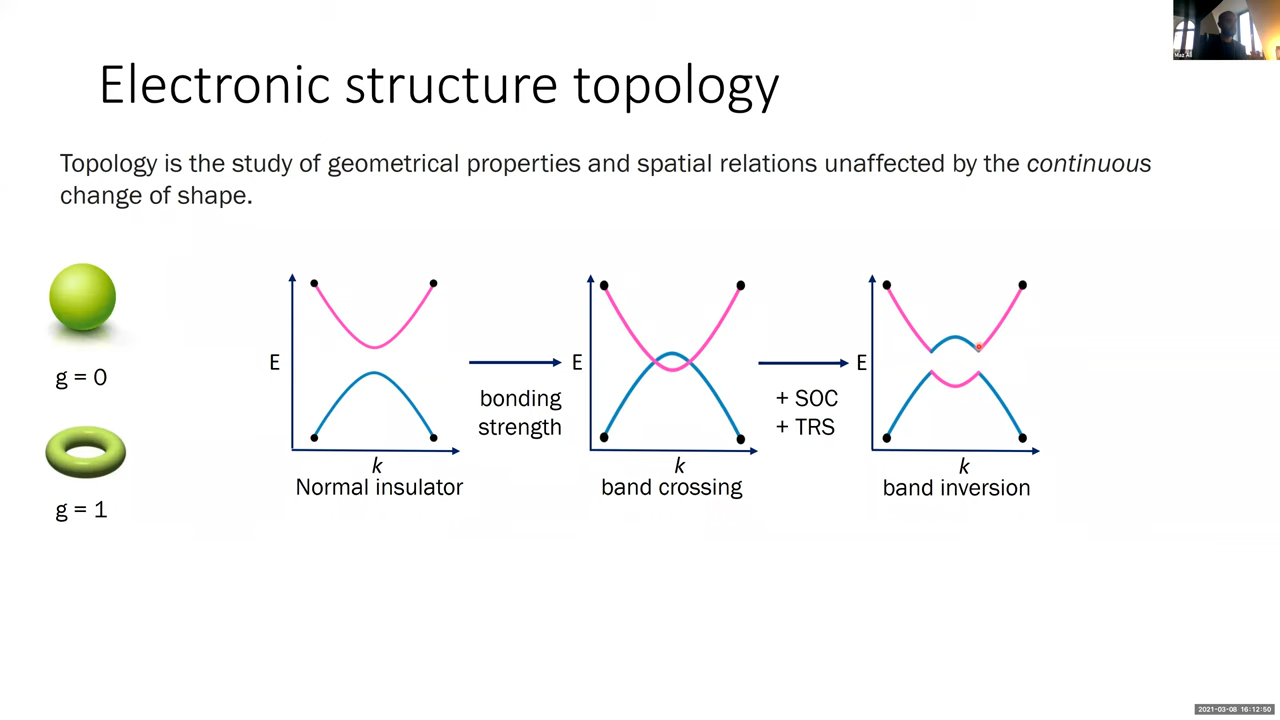 Electronic structure topology
Topology is the study of geometrical properties and spatial relations unaffected by the continuous
change of shape.
g = 0
g = 1
E
k
Normal insulator
bonding
strength
E
k
band crossing
+ SOC
+ TRS
E
k
band inversion
Maz Ali
2021-03-08 16:12:50